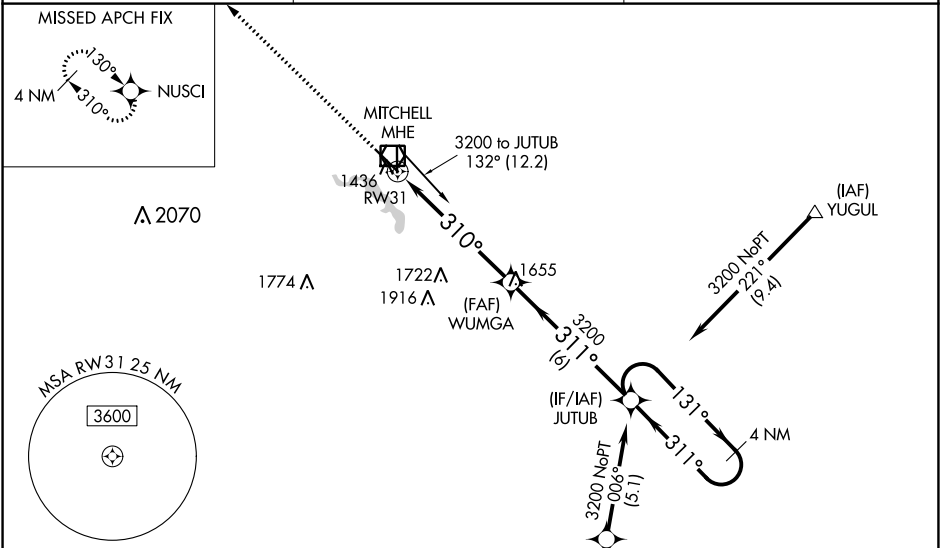 MISSED APCH FIX
130°
4 NM
NUSCI
310°
MITCHELL
MHE
3200 to JUTUB
132° (12.2)
1436
RW31
(IAF)
YUGUL
2070
310°
3200 NoPT
221°
(9.4)
1774
1722
1655
1916
(FAF)
WUMGA
3200
311°
(6)
MSA RW31 25 NM
3600
(IF/IAF)
JUTUB
131°
4 NM
311°
3200 NoPT
006°
(5.1)